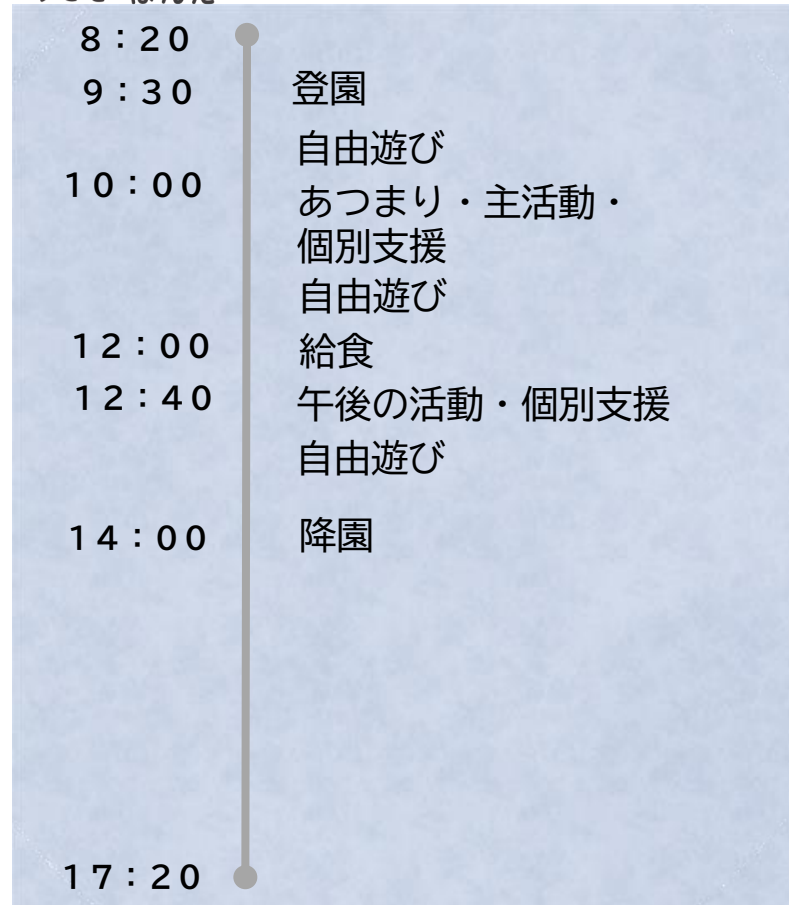 8：20
9：30 登園
自由遊び
10：00
あつまり・主活動・
個別支援
自由遊び
12：00 給食
12：40 午後の活動・個別支援
自由遊び
14：00 降園
17：20